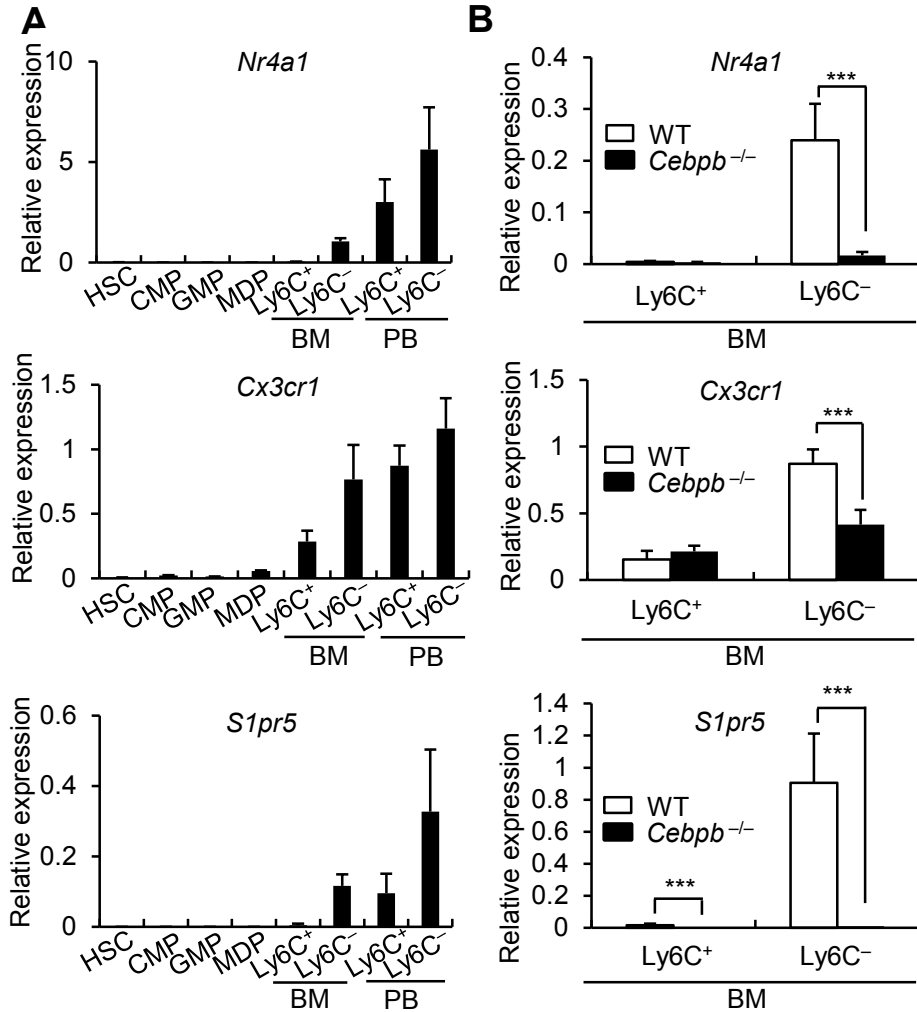 A
Nr4a1
Relative expression
10
5
0
HSC CMP GMP MDP Ly6C⁺ Ly6C⁻ Ly6C⁺ Ly6C⁻
BM PB
Cx3cr1
Relative expression
1.5
1
0.5
0
HSC CMP GMP MDP Ly6C⁺ Ly6C⁻ Ly6C⁺ Ly6C⁻
BM PB
S1pr5
Relative expression
0.6
0.4
0.2
0
HSC CMP GMP MDP Ly6C⁺ Ly6C⁻ Ly6C⁺ Ly6C⁻
BM PB
B
Nr4a1
Relative expression
0.4
0.3
0.2
0.1
0
***
WT
Cebpb⁻/⁻
Ly6C⁺ Ly6C⁻
BM
Cx3cr1
Relative expression
1.5
1
0.5
0
***
WT
Cebpb⁻/⁻
Ly6C⁺ Ly6C⁻
BM
S1pr5
Relative expression
1.4
1.2
1
0.8
0.6
0.4
0.2
0
***
WT
Cebpb⁻/⁻
***
Ly6C⁺ Ly6C⁻
BM